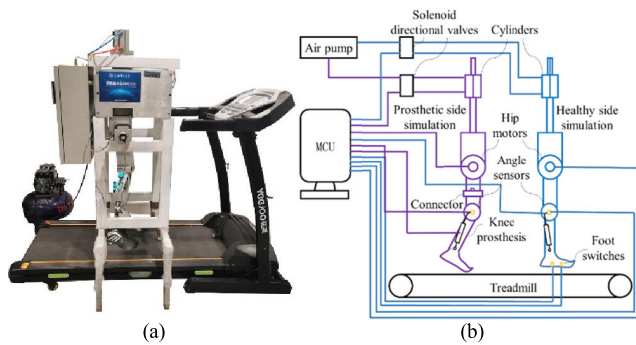 YOUJOGER
Solenoid
directional valves
Cylinders
Air pump
Prosthetic side
simulation
Hip
motors
Healthy side
simulation
MCU
Angle
sensors
Connector
Knee
prosthesis
Foot
switches
Treadmill
(a)
(b)